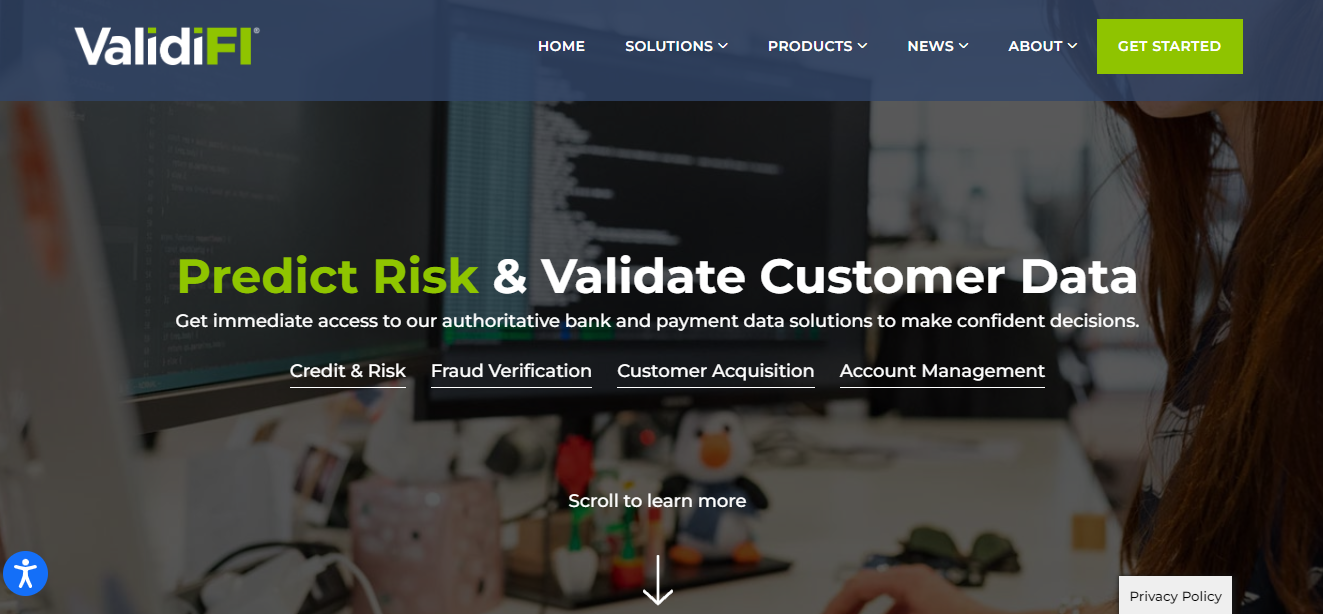 ValidiFI®
HOME SOLUTIONS PRODUCTS NEWS ABOUT GET STARTED
Predict Risk & Validate Customer Data
Get immediate access to our authoritative bank and payment data solutions to make confident decisions.
Credit & Risk Fraud Verification Customer Acquisition Account Management
Scroll to learn more
Privacy Policy